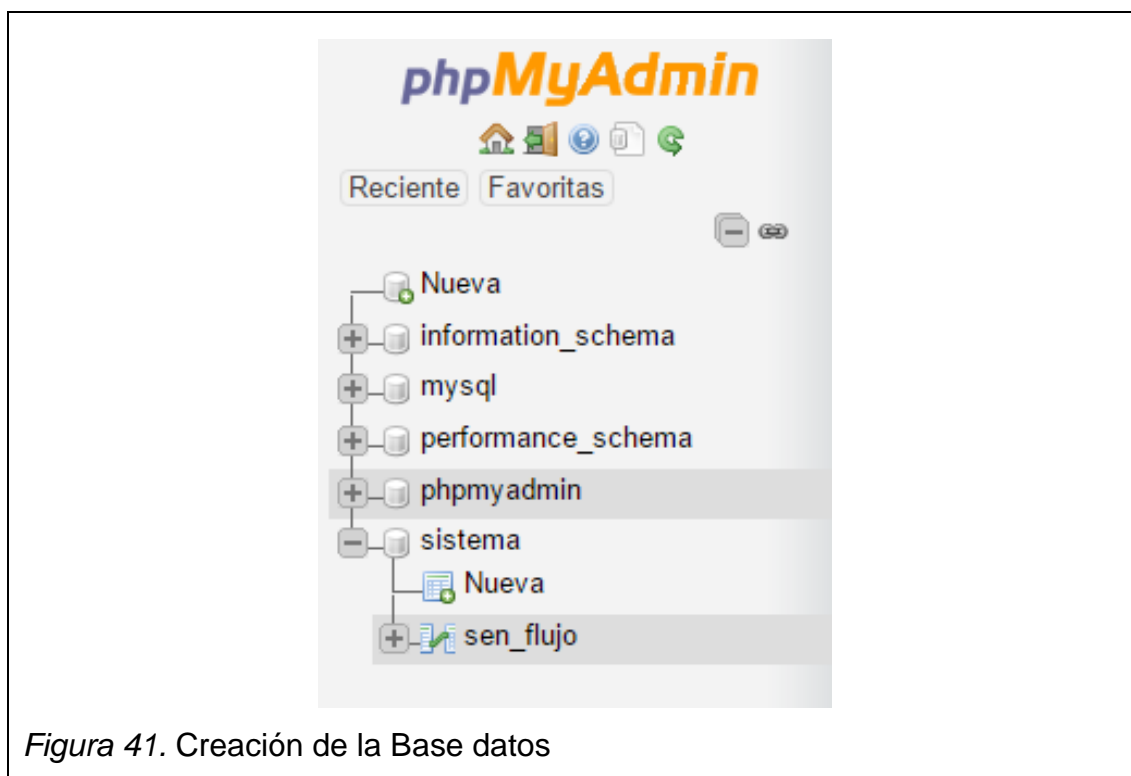 phpMyAdmin
Reciente Favoritas
Nueva
information_schema
mysql
performance_schema
phpmyadmin
sistema
Nueva
sen_flujo
Figura 41. Creación de la Base datos